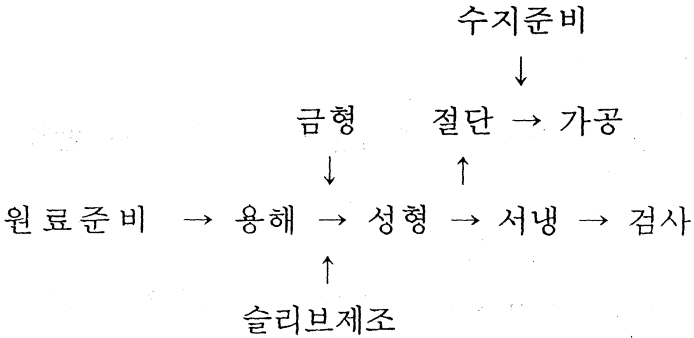 수지준비
↓
금형 절단 → 가공
↓ ↑
원료준비 → 용해 → 성형 → 서냉 → 검사
↑
슬리브제조